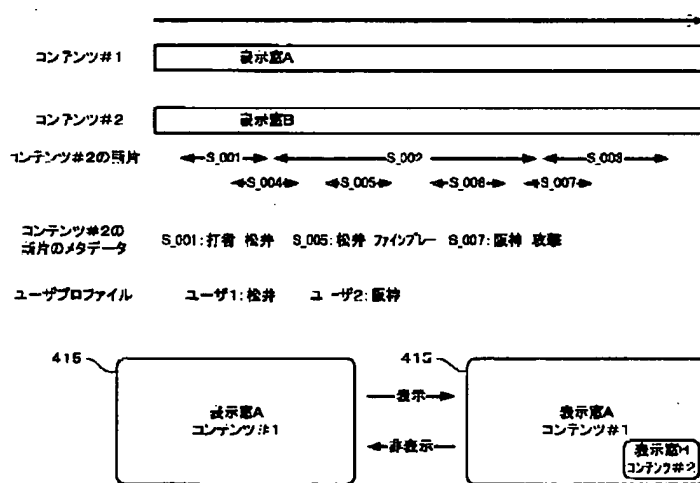 コンテンツ#1
表示窓A
コンテンツ#2
表示窓B
コンテンツ#2の断片
S_001
S_002
S_003
S_004
S_005
S_006
S_007
コンテンツ#2の
断片のメタデータ
S_001:打者 松井 S_005:松井 ファインプレー S_007:阪神 攻撃
ユーザプロファイル
ユーザ1:松井 ユーザ2:阪神
415
415
表示窓A
コンテンツ#1
表示
非表示
表示窓A
コンテンツ#1
表示窓B
コンテンツ#2